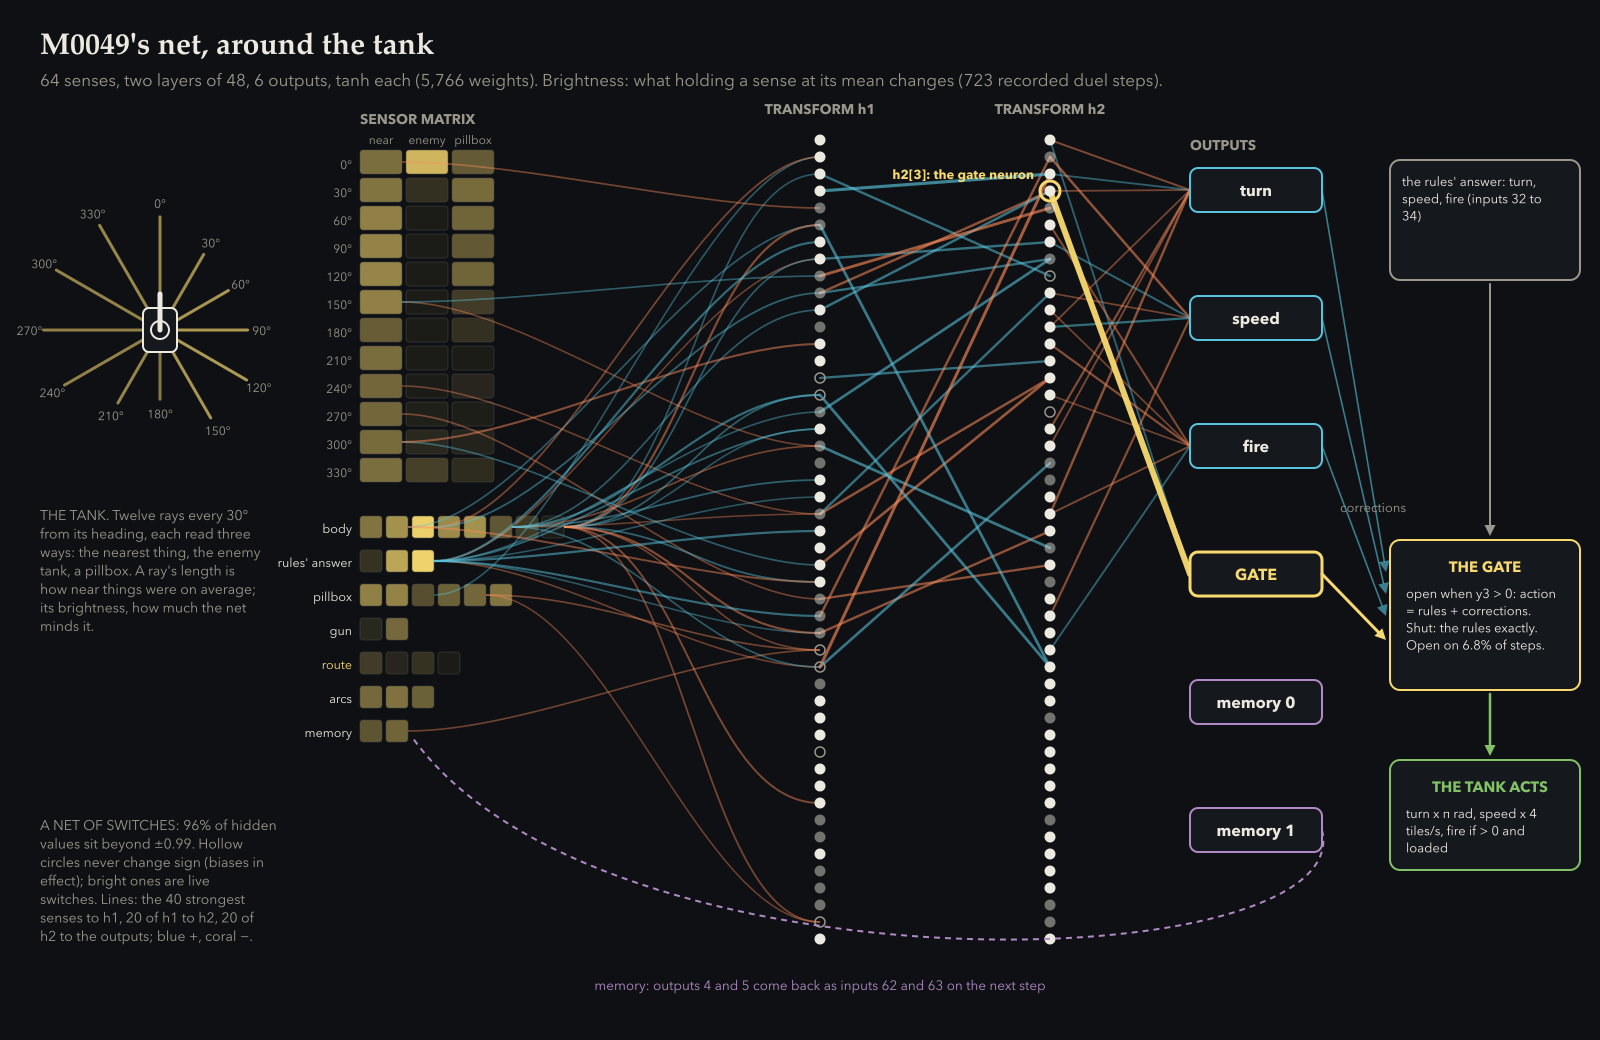 M0049's net, around the tank
64 senses, two layers of 48, 6 outputs, tanh each (5,766 weights). Brightness: what holding a sense at its mean changes (723 recorded duel steps).
SENSOR MATRIX
near enemy pillbox
0°
30°
60°
90°
120°
150°
180°
210°
240°
270°
300°
330°
body
rules' answer
pillbox
gun
route
arcs
memory
0°
30°
60°
90°
120°
150°
180°
210°
240°
270°
300°
330°
THE TANK. Twelve rays every 30°
from its heading, each read three
ways: the nearest thing, the enemy
tank, a pillbox. A ray's length is
how near things were on average;
its brightness, how much the net
minds it.
A NET OF SWITCHES: 96% of hidden
values sit beyond ±0.99. Hollow
circles never change sign (biases in
effect); bright ones are live
switches. Lines: the 40 strongest
senses to h1, 20 of h1 to h2, 20 of
h2 to the outputs; blue +, coral −.
TRANSFORM h1
TRANSFORM h2
h2[3]: the gate neuron
OUTPUTS
turn
speed
fire
GATE
memory 0
memory 1
the rules' answer: turn,
speed, fire (inputs 32 to
34)
corrections
THE GATE
open when y3 > 0: action
= rules + corrections.
Shut: the rules exactly.
Open on 6.8% of steps.
THE TANK ACTS
turn x π rad, speed x 4
tiles/s, fire if > 0 and
loaded
memory: outputs 4 and 5 come back as inputs 62 and 63 on the next step